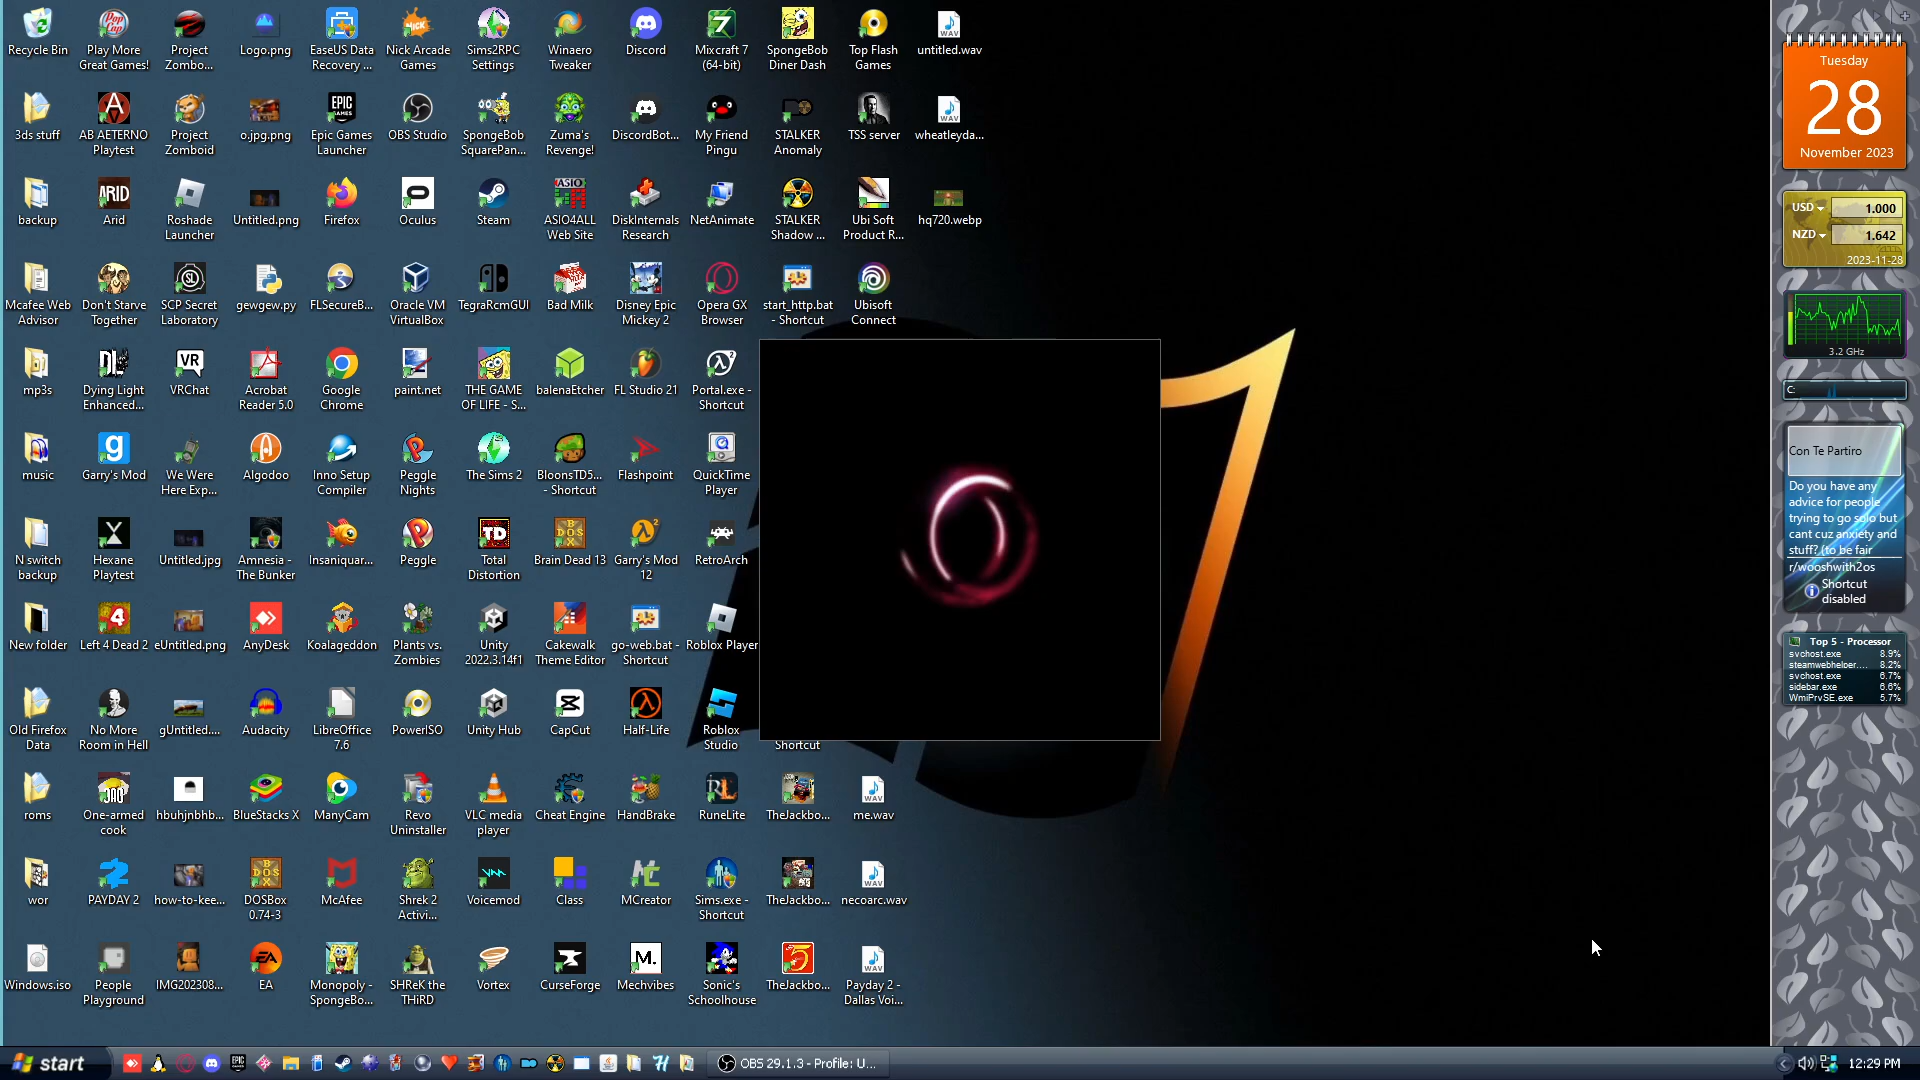 Recycle Bin
Play More
Great Games!
Project
Zombo...
Logo.png
EaseUS Data
Recovery ...
Nick Arcade
Games
Sims2RPC
Settings
Winaero
Tweaker
Discord
Mixcraft 7
(64-bit)
SpongeBob
Diner Dash
Top Flash
Games
untitled.wav
3ds stuff
AB AETERNO
Playtest
Project
Zomboid
o.jpg.png
Epic Games
Launcher
OBS Studio
SpongeBob
SquarePan...
Zuma's
Revenge!
DiscordBot...
My Friend
Pingu
STALKER
Anomaly
TSS server
wheatleyda...
backup
Arid
Roshade
Launcher
Untitled.png
Firefox
Oculus
Steam
ASIO4ALL
Web Site
DiskInternals
Research
NetAnimate
STALKER
Shadow ...
Ubi Soft
Product R...
hq720.webp
Mcafee Web
Advisor
Don't Starve
Together
SCP Secret
Laboratory
gewgew.py
FLSecureB...
Oracle VM
VirtualBox
TegraRcmGUI
Bad Milk
Disney Epic
Mickey 2
Opera GX
Browser
start_http.bat
- Shortcut
Ubisoft
Connect
mp3s
Dying Light
Enhanced...
VRChat
Acrobat
Reader 5.0
Google
Chrome
paint.net
THE GAME
OF LIFE - S...
balenaEtcher
FL Studio 21
Portal.exe -
Shortcut
music
Garry's Mod
We Were
Here Exp...
Algodoo
Inno Setup
Compiler
Peggle
Nights
The Sims 2
BloonsTD5...
- Shortcut
Flashpoint
QuickTime
Player
N switch
backup
Hexane
Playtest
Untitled.jpg
Amnesia -
The Bunker
Insaniquar...
Peggle
Total
Distortion
Brain Dead 13
Garry's Mod
12
RetroArch
New folder
Left 4 Dead 2
eUntitled.png
AnyDesk
Koalageddon
Plants vs.
Zombies
Unity
2022.3.14f1
Cakewalk
Theme Editor
go-web.bat -
Shortcut
Roblox Player
Old Firefox
Data
No More
Room in Hell
gUntitled....
Audacity
LibreOffice
7.6
PowerISO
Unity Hub
CapCut
Half-Life
Roblox
Studio
Shortcut
roms
One-armed
cook
hbuhjnbhb...
BlueStacks X
ManyCam
Revo
Uninstaller
VLC media
player
Cheat Engine
HandBrake
RuneLite
TheJackbo...
me.wav
wor
PAYDAY 2
how-to-kee...
DOSBox
0.74-3
McAfee
Shrek 2
Activi...
Voicemod
Class
MCreator
Sims.exe -
Shortcut
TheJackbo...
necoarc.wav
Windows.iso
People
Playground
IMG202308...
EA
Monopoly -
SpongeBo...
SHReK the
THiRD
Vortex
CurseForge
Mechvibes
Sonic's
Schoolhouse
TheJackbo...
Payday 2 -
Dallas Voi...
Tuesday
28
November 2023
USD 1.000
NZD 1.642
2023-11-28
3.2 GHz
C:
Con Te Partiro
Do you have any
advice for people
trying to go solo but
cant cuz anxiety and
stuff? (to be fair
r/wooshwith2os
Shortcut
disabled
Top 5 - Processor
svchost.exe 8.9%
steamwebhelper.... 8.2%
svchost.exe 6.7%
sidebar.exe 6.6%
WmiPrvSE.exe 5.7%
start
OBS 29.1.3 - Profile: U...
12:29 PM